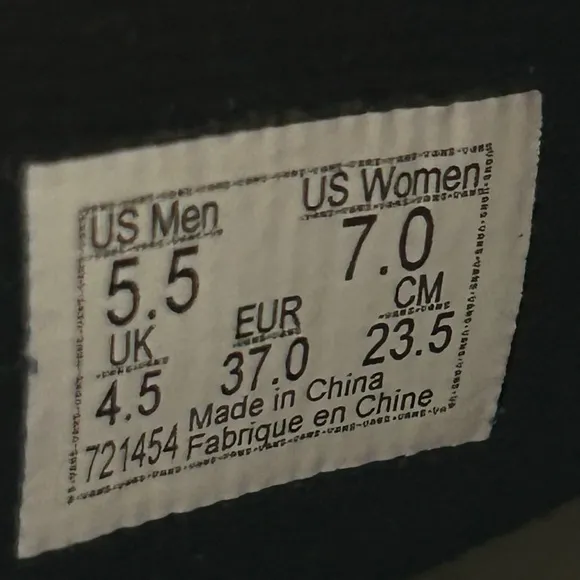 US Men US Women
5.5 7.0
UK EUR CM
4.5 37.0 23.5
Made in China
721454 Fabrique en Chine